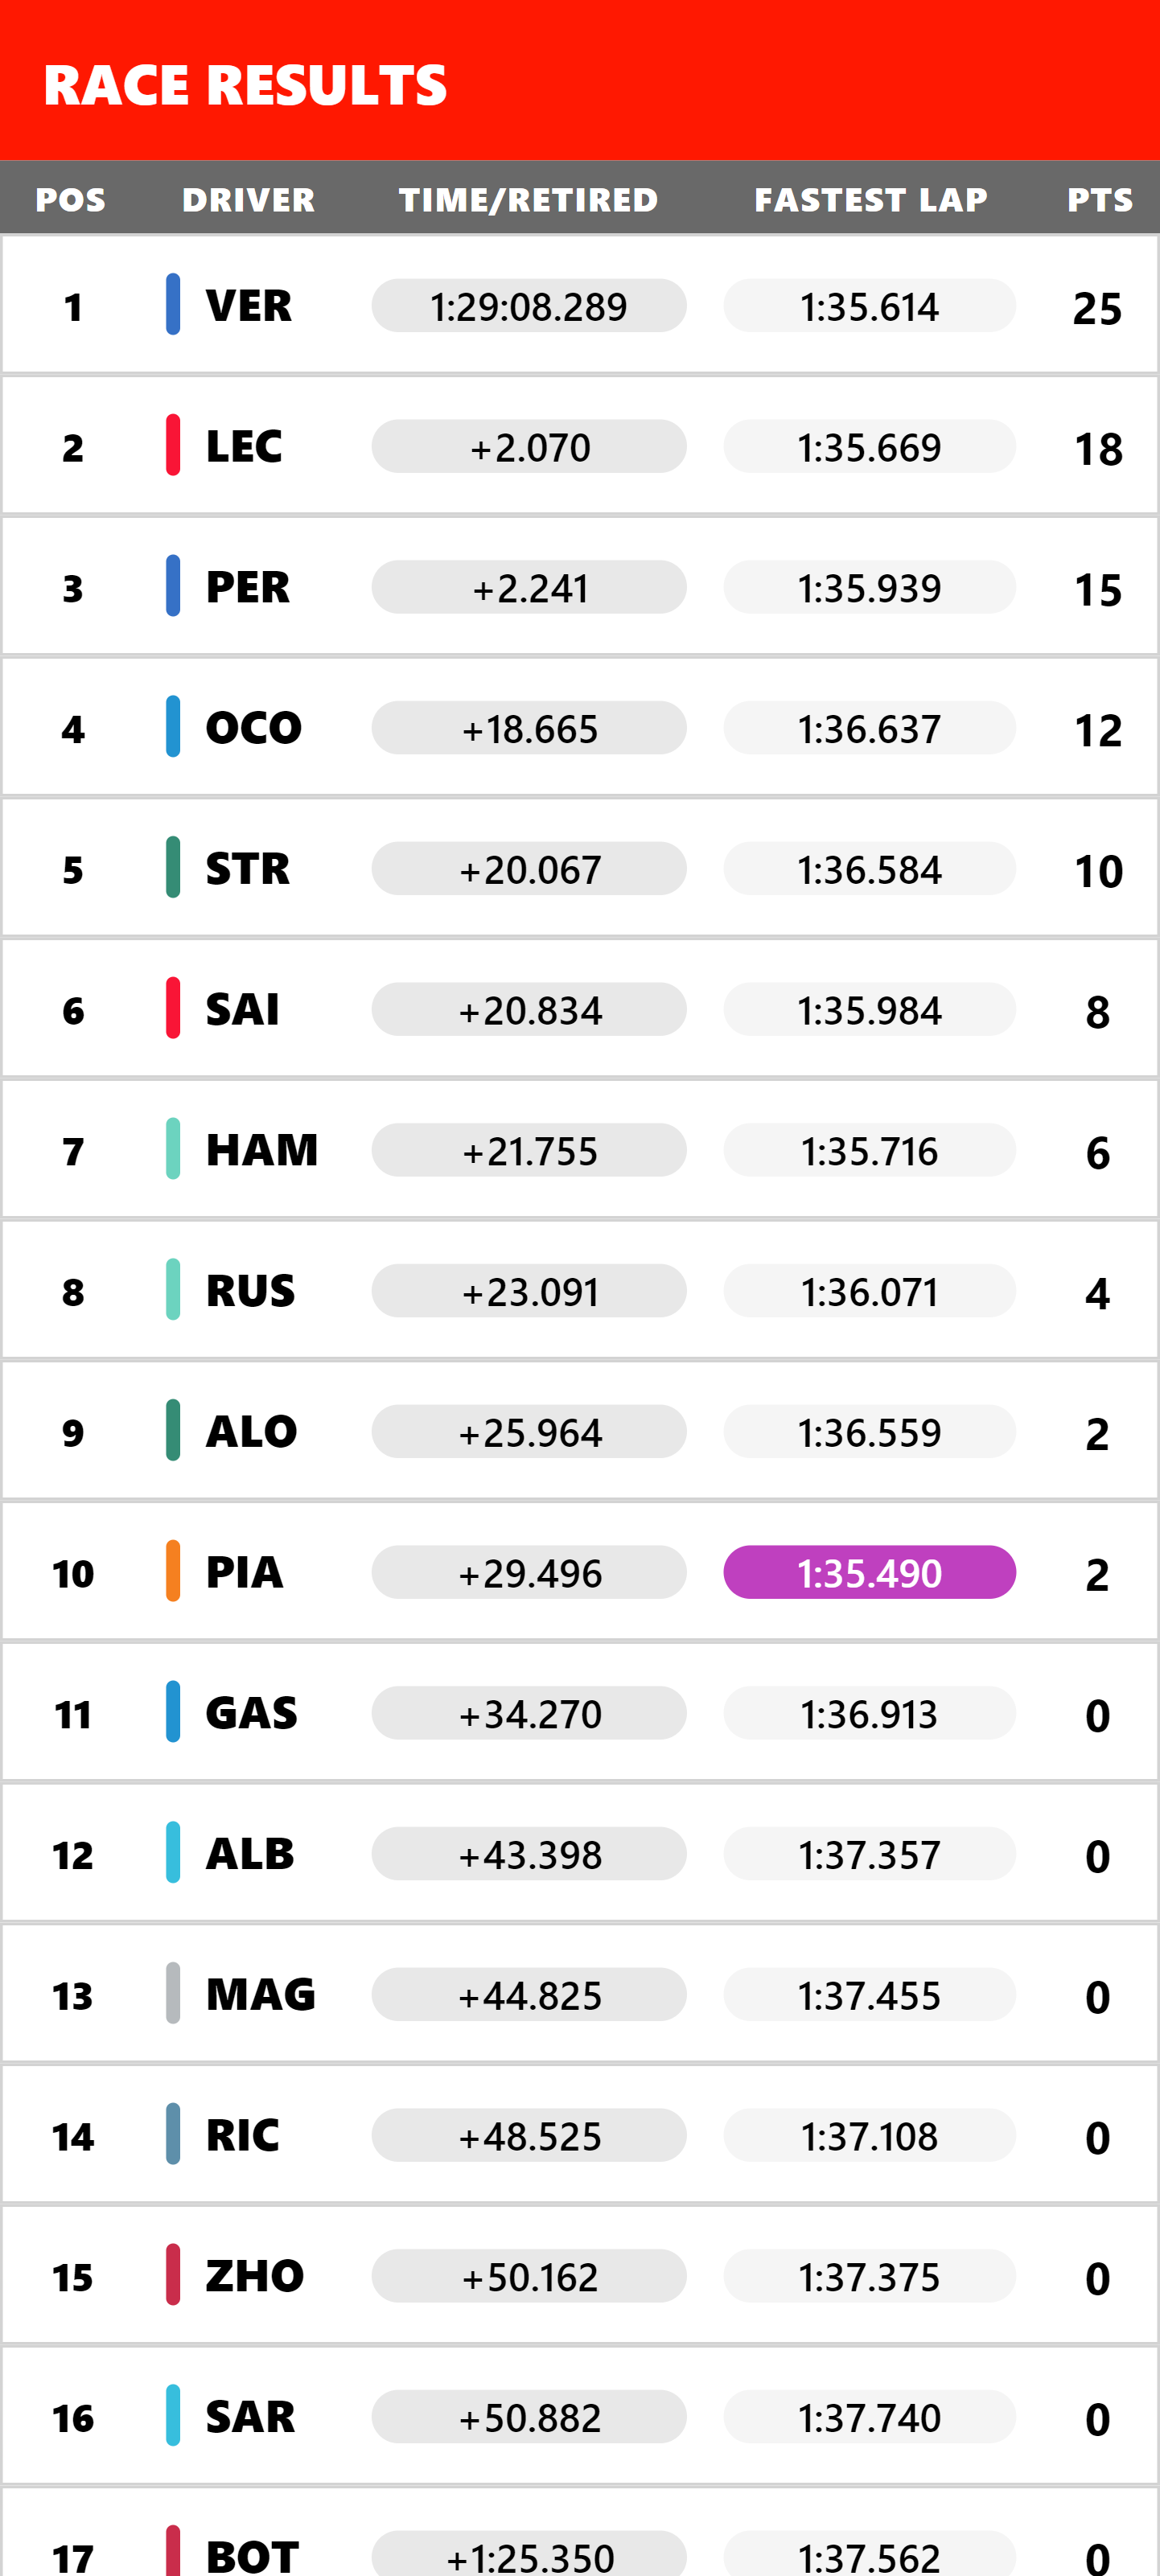 RACE RESULTS
POS DRIVER TIME/RETIRED FASTEST LAP PTS
1 VER 1:29:08.289 1:35.614 25
2 LEC +2.070 1:35.669 18
3 PER +2.241 1:35.939 15
4 OCO +18.665 1:36.637 12
5 STR +20.067 1:36.584 10
6 SAI +20.834 1:35.984 8
7 HAM +21.755 1:35.716 6
8 RUS +23.091 1:36.071 4
9 ALO +25.964 1:36.559 2
10 PIA +29.496 1:35.490 2
11 GAS +34.270 1:36.913 0
12 ALB +43.398 1:37.357 0
13 MAG +44.825 1:37.455 0
14 RIC +48.525 1:37.108 0
15 ZHO +50.162 1:37.375 0
16 SAR +50.882 1:37.740 0
17 BOT +1:25.350 1:37.562 0